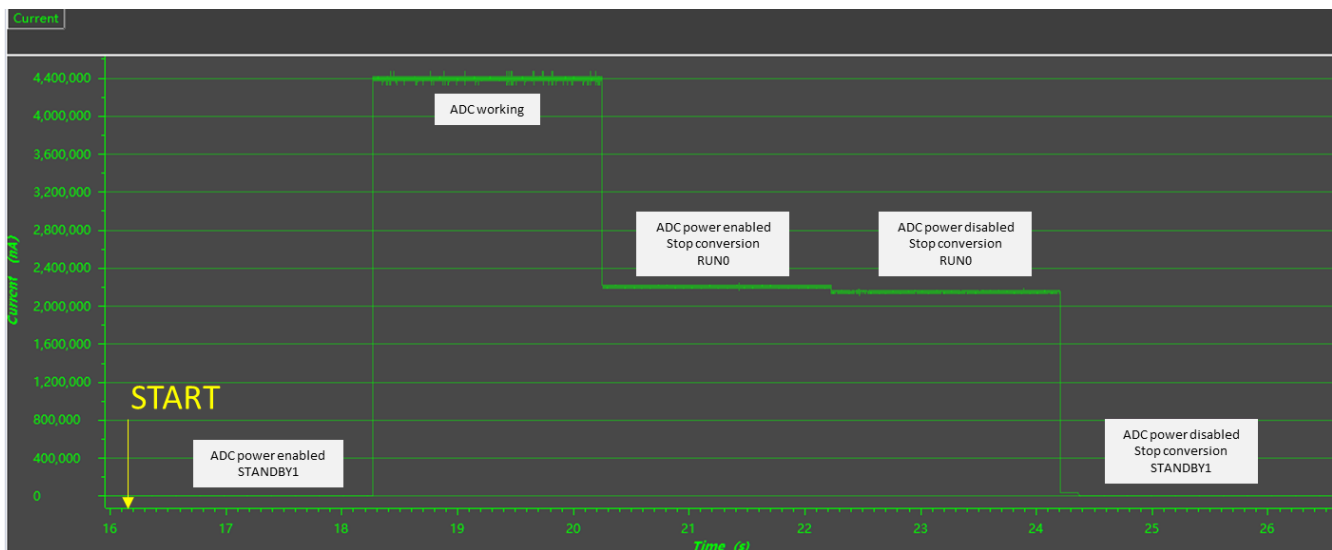 Current
4,400,000
4,000,000
3,600,000
3,200,000
2,800,000
2,400,000
2,000,000
1,600,000
1,200,000
800,000
400,000
0
Current (nA)
ADC working
ADC power enabled
Stop conversion
RUN0
ADC power disabled
Stop conversion
RUN0
START
ADC power enabled
STANDBY1
ADC power disabled
Stop conversion
STANDBY1
16 17 18 19 20 21 22 23 24 25 26
Time (s)